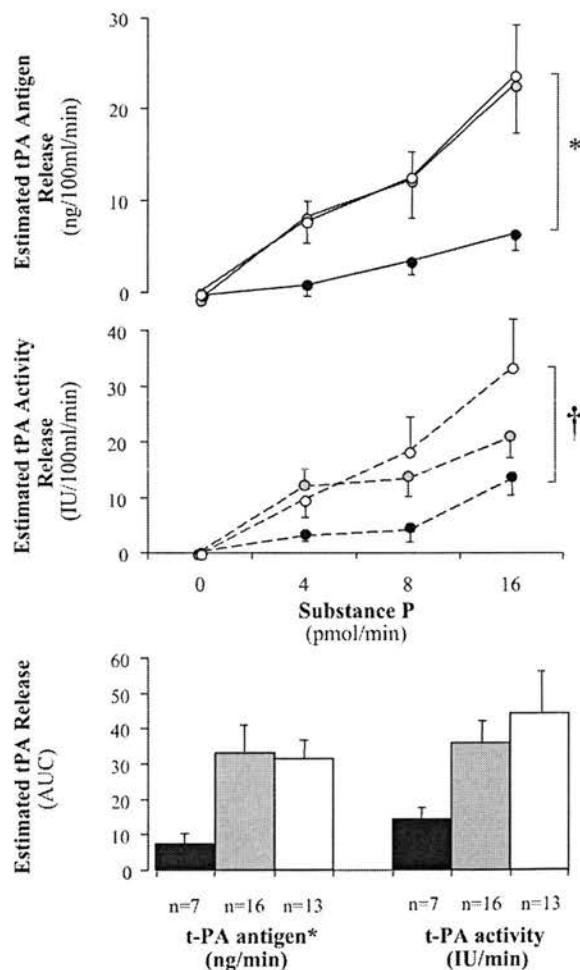 30
20
10
0
Estimated tPA Antigen
Release
(ng/100ml/min)
*
40
30
20
10
0
Estimated tPA Activity
Release
(IU/100ml/min)
†
0 4 8 16
Substance P
(pmol/min)
60
50
40
30
20
10
0
Estimated tPA Release
(AUC)
n=7 n=16 n=13 n=7 n=16 n=13
t-PA antigen* t-PA activity
(ng/min) (IU/min)